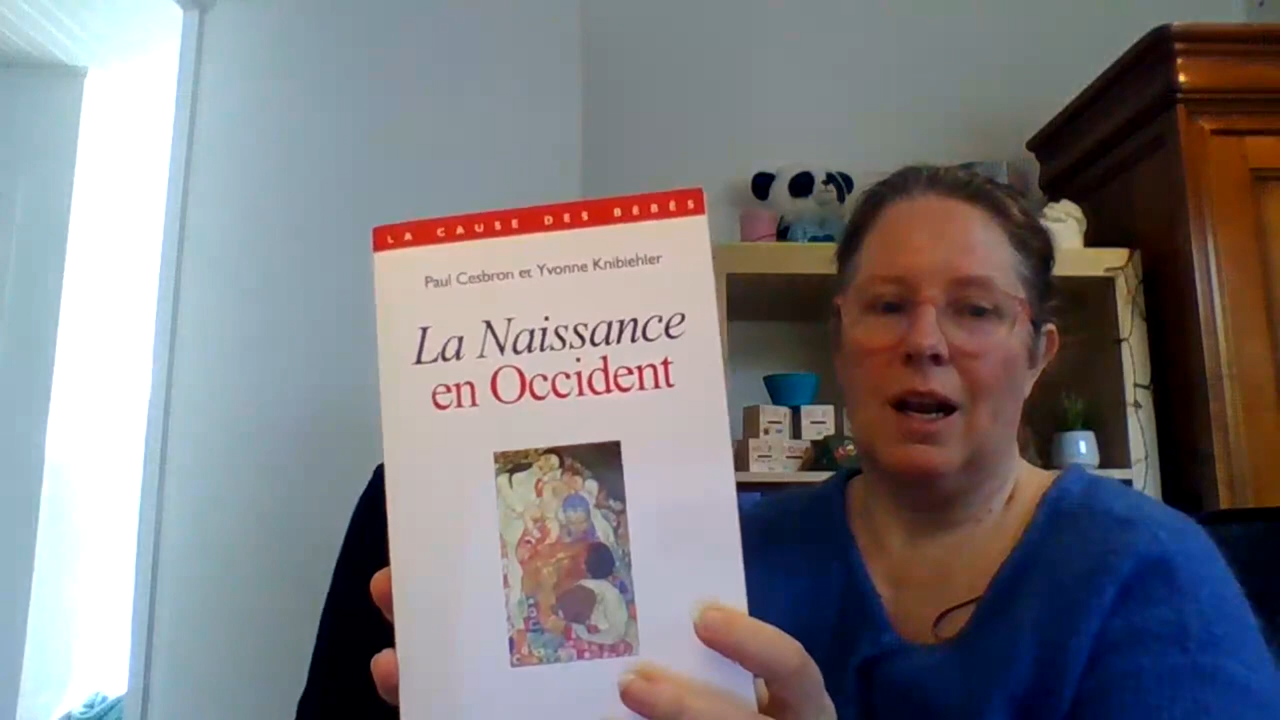 LA CAUSE DES BÉBÉS
Paul Cesbron et Yvonne Knibiehler
La Naissance
en Occident